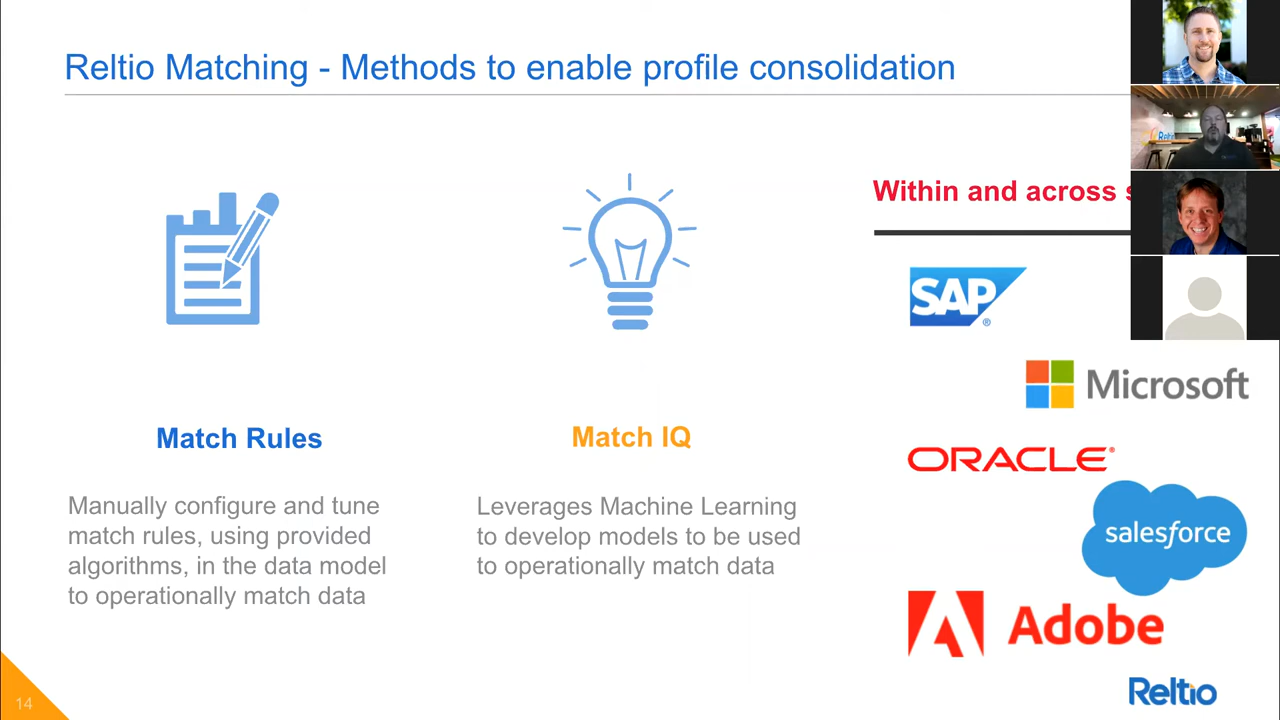 Reltio Matching - Methods to enable profile consolidation
Match Rules
Manually configure and tune
match rules, using provided
algorithms, in the data model
to operationally match data
Match IQ
Leverages Machine Learning
to develop models to be used
to operationally match data
Within and across
SAP®
Microsoft
ORACLE®
salesforce
Adobe
Reltio
14